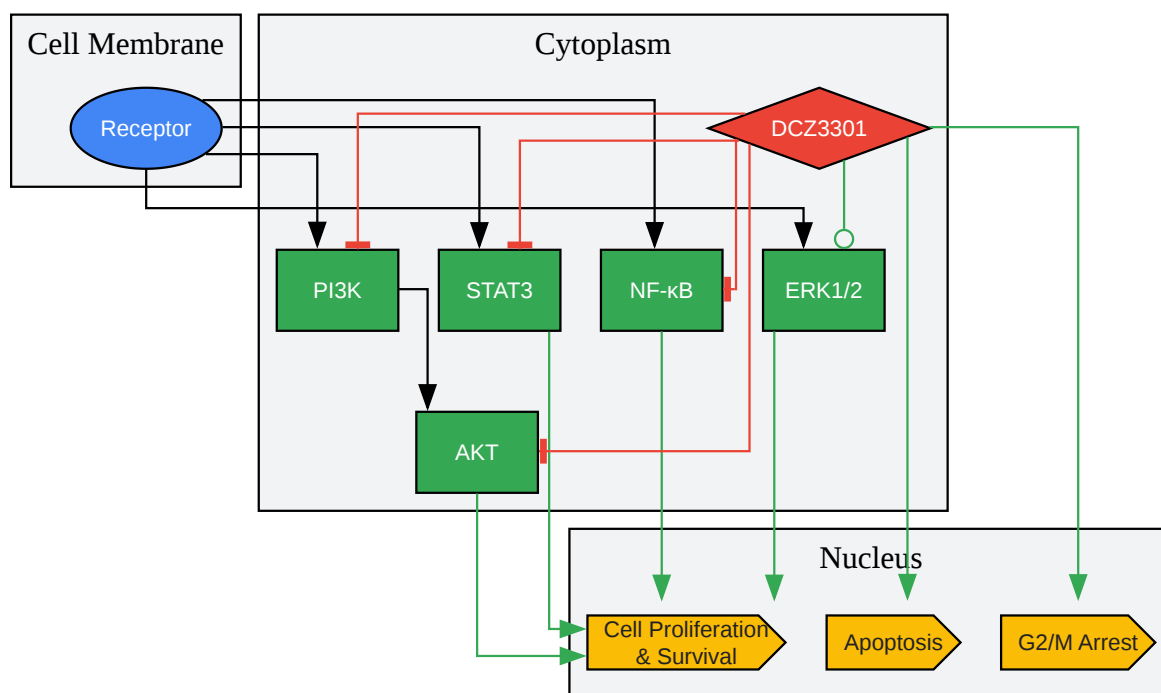 Cell Membrane
Cytoplasm
Receptor
DCZ3301
PI3K
STAT3
NF-κB
ERK1/2
AKT
Nucleus
Cell Proliferation
& Survival
Apoptosis
G2/M Arrest